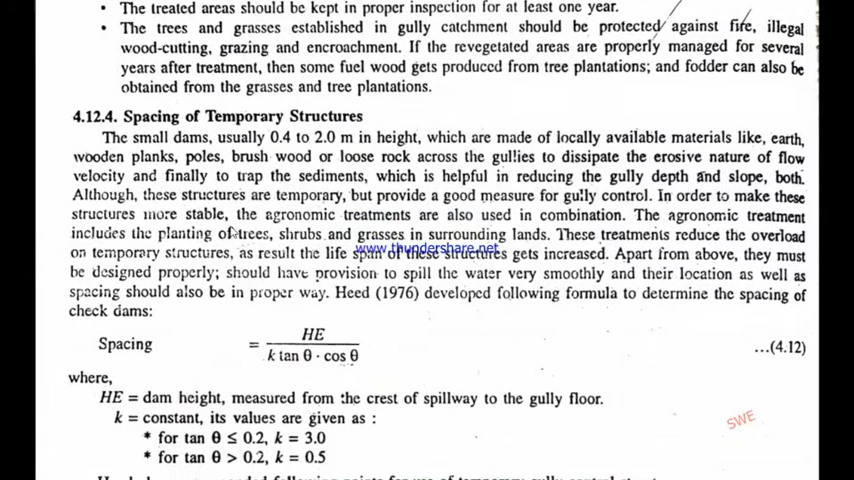 • The treated areas should be kept in proper inspection for at least one year.
• The trees and grasses established in gully catchment should be protected against fire, illegal
wood-cutting, grazing and encroachment. If the revegetated areas are properly managed for several
years after treatment, then some fuel wood gets produced from tree plantations; and fodder can also be
obtained from the grasses and tree plantations.
4.12.4. Spacing of Temporary Structures
The small dams, usually 0.4 to 2.0 m in height, which are made of locally available materials like, earth,
wooden planks, poles, brush wood or loose rock across the gullies to dissipate the erosive nature of flow
velocity and finally to trap the sediments, which is helpful in reducing the gully depth and slope, both.
Although, these structures are temporary, but provide a good measure for gully control. In order to make these
structures more stable, the agronomic treatments are also used in combination. The agronomic treatment
includes the planting of trees, shrubs and grasses in surrounding lands. These treatments reduce the overload
www.thundershare.net
on temporary structures, as result the life span of these structures gets increased. Apart from above, they must
be designed properly; should have provision to spill the water very smoothly and their location as well as
spacing should also be in proper way. Heed (1976) developed following formula to determine the spacing of
check dams:
Spacing = HE / k tan θ · cos θ ...(4.12)
where,
HE = dam height, measured from the crest of spillway to the gully floor.
k = constant, its values are given as :
* for tan θ ≤ 0.2, k = 3.0
* for tan θ > 0.2, k = 0.5
SWE